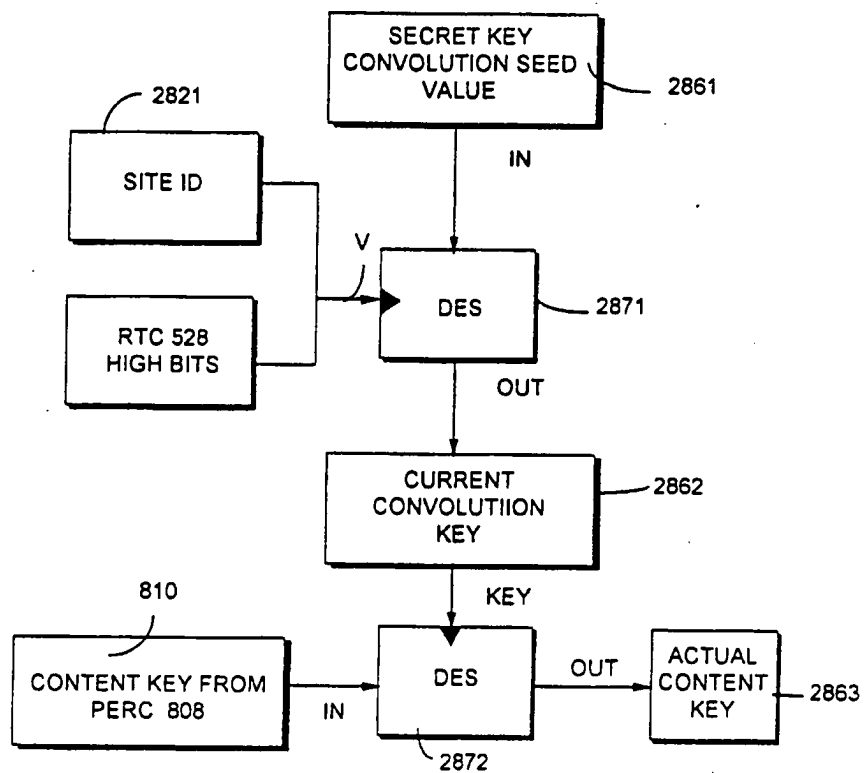 SECRET KEY
CONVOLUTION SEED
VALUE
2861
2821
SITE ID
IN
V
RTC 528
HIGH BITS
DES
2871
OUT
CURRENT
CONVOLUTIION
KEY
2862
KEY
810
CONTENT KEY FROM
PERC 808
IN
DES
2872
OUT
ACTUAL
CONTENT
KEY
2863